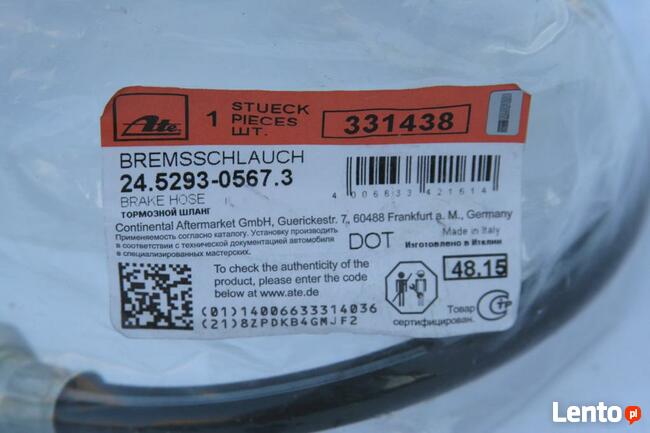 Ate
1 STUECK
PIECES
ШТ.
331438
BREMSSCHLAUCH
24.5293-0567.3
BRAKE HOSE
ТОРМОЗНОЙ ШЛАНГ
4 006633 421614
Continental Aftermarket GmbH, Guerickestr. 7, 60488 Frankfurt a. M., Germany
Применяемость согласно каталогу. Установку производить
в соответствии с технической документацией автомобиля
в специализированных мастерских.
DOT
Made in Italy
Изготовлено в Италии
To check the authenticity of the
product, please enter the code
below at www.ate.de
48.15
(01)14006633314036
(21)8ZPDKB4GMJF2
Товар
сертифицирован.
Lento.pl